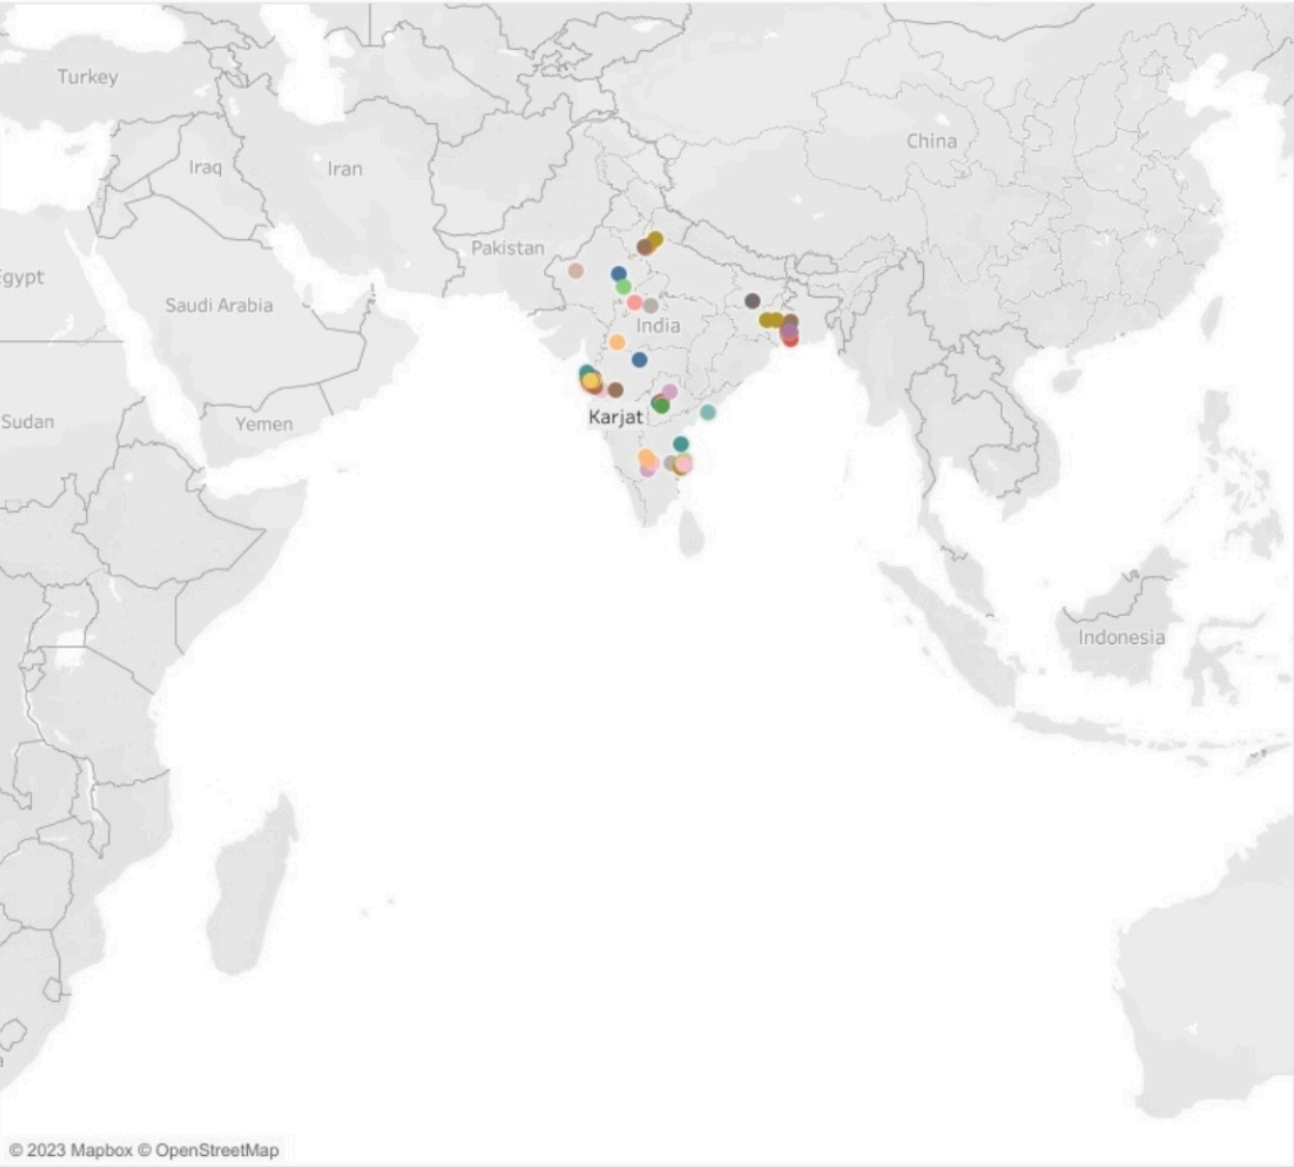 Turkey
China
Iraq
Iran
Pakistan
Egypt
Saudi Arabia
India
Karjat
Sudan
Yemen
Indonesia
© 2023 Mapbox © OpenStreetMap